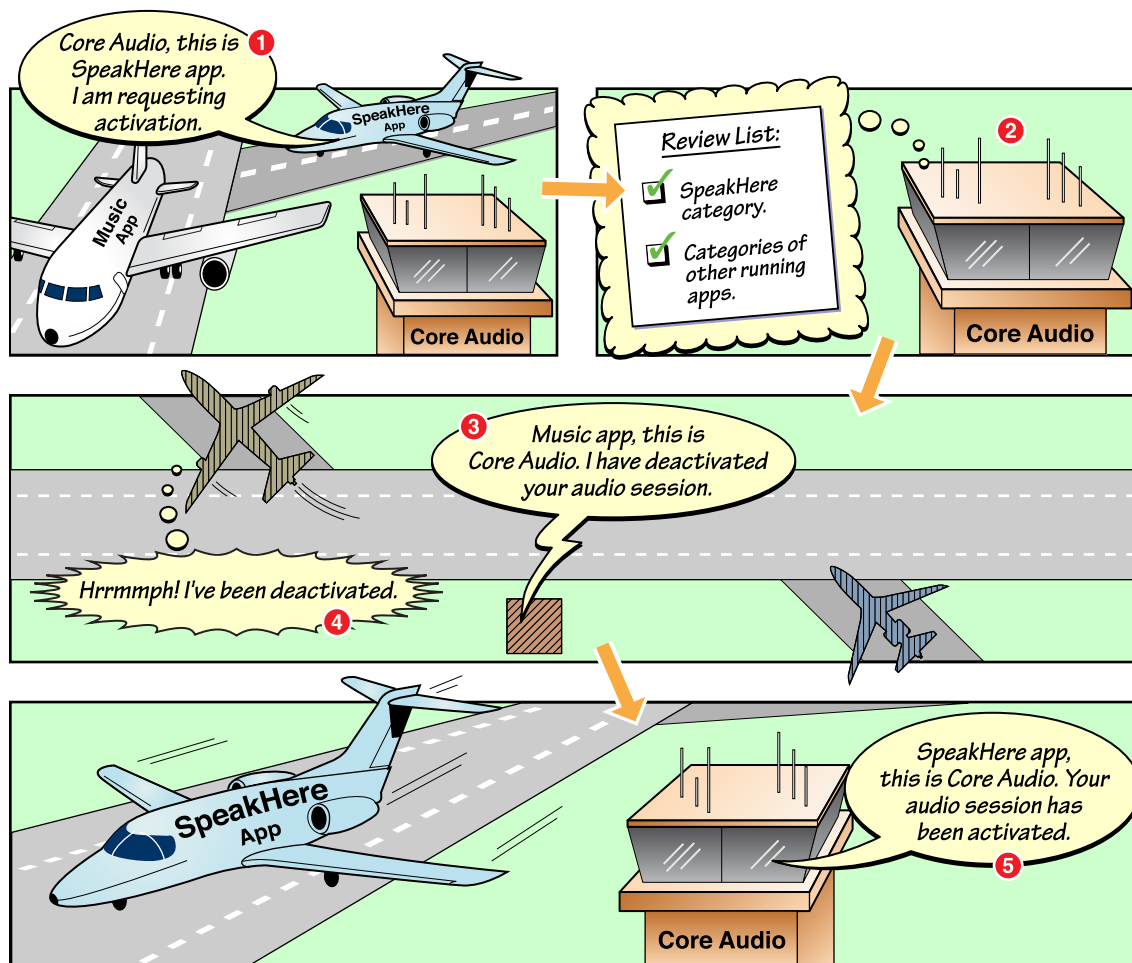 Core Audio, this is
SpeakHere app.
I am requesting
activation.
1
SpeakHere
App
Music
App
Core Audio
Review List:
SpeakHere
category.
Categories of
other running
apps.
2
Core Audio
3
Music app, this is
Core Audio. I have deactivated
your audio session.
Hrrmmph! I've been deactivated.
4
SpeakHere
App
SpeakHere app,
this is Core Audio. Your
audio session has
been activated.
5
Core Audio